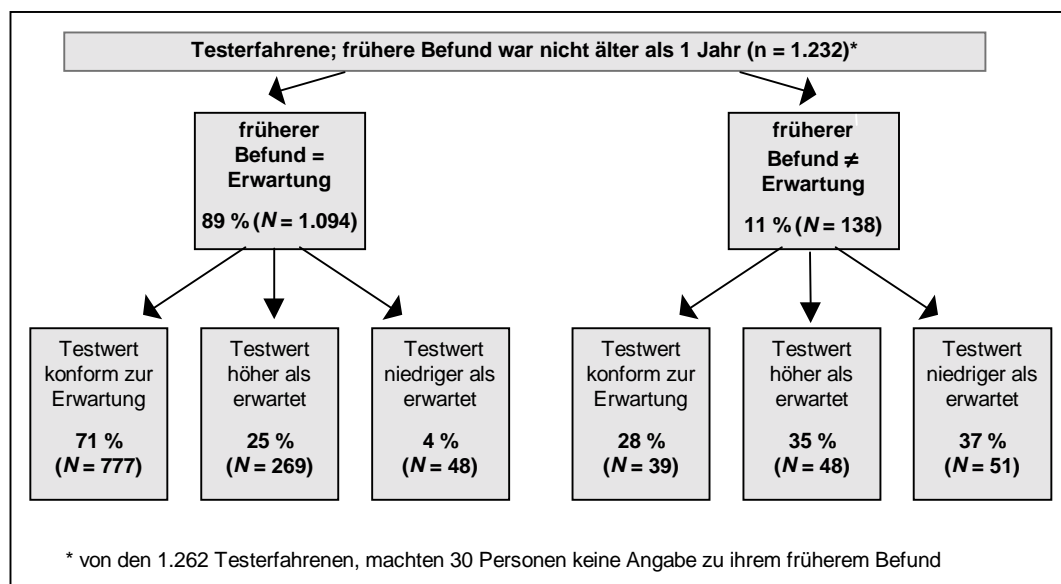 Testerfahrene; frühere Befund war nicht älter als 1 Jahr (n = 1.232)*
früherer
Befund =
Erwartung
89 % (N = 1.094)
früherer
Befund ≠
Erwartung
11 % (N = 138)
Testwert
konform zur
Erwartung
71 %
(N = 777)
Testwert
höher als
erwartet
25 %
(N = 269)
Testwert
niedriger als
erwartet
4 %
(N = 48)
Testwert
konform zur
Erwartung
28 %
(N = 39)
Testwert
höher als
erwartet
35 %
(N = 48)
Testwert
niedriger als
erwartet
37 %
(N = 51)
* von den 1.262 Testerfahrenen, machten 30 Personen keine Angabe zu ihrem früherem Befund